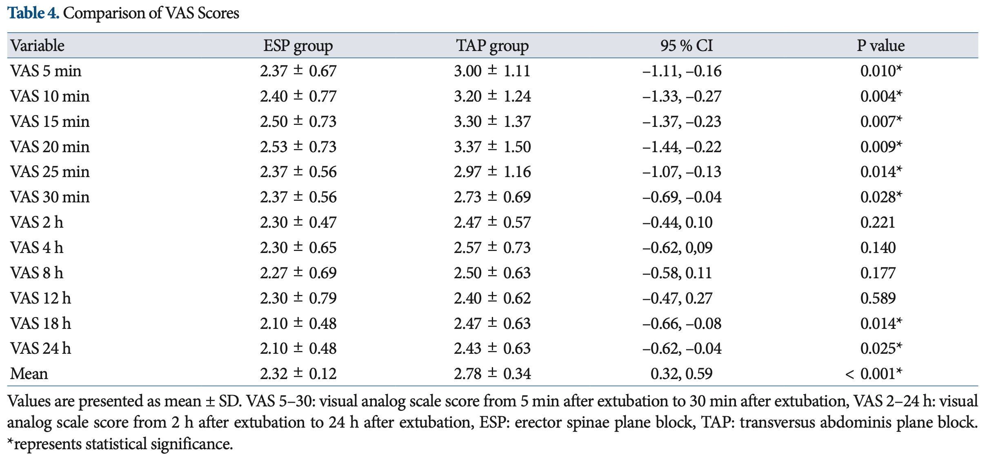 Table 4. Comparison of VAS Scores
Variable ESP group TAP group 95 % CI P value
VAS 5 min 2.37 ± 0.67 3.00 ± 1.11 –1.11, –0.16 0.010*
VAS 10 min 2.40 ± 0.77 3.20 ± 1.24 –1.33, –0.27 0.004*
VAS 15 min 2.50 ± 0.73 3.30 ± 1.37 –1.37, –0.23 0.007*
VAS 20 min 2.53 ± 0.73 3.37 ± 1.50 –1.44, –0.22 0.009*
VAS 25 min 2.37 ± 0.56 2.97 ± 1.16 –1.07, –0.13 0.014*
VAS 30 min 2.37 ± 0.56 2.73 ± 0.69 –0.69, –0.04 0.028*
VAS 2 h 2.30 ± 0.47 2.47 ± 0.57 –0.44, 0.10 0.221
VAS 4 h 2.30 ± 0.65 2.57 ± 0.73 –0.62, 0,09 0.140
VAS 8 h 2.27 ± 0.69 2.50 ± 0.63 –0.58, 0.11 0.177
VAS 12 h 2.30 ± 0.79 2.40 ± 0.62 –0.47, 0.27 0.589
VAS 18 h 2.10 ± 0.48 2.47 ± 0.63 –0.66, –0.08 0.014*
VAS 24 h 2.10 ± 0.48 2.43 ± 0.63 –0.62, –0.04 0.025*
Mean 2.32 ± 0.12 2.78 ± 0.34 0.32, 0.59 < 0.001*
Values are presented as mean ± SD. VAS 5–30: visual analog scale score from 5 min after extubation to 30 min after extubation, VAS 2–24 h: visual
analog scale score from 2 h after extubation to 24 h after extubation, ESP: erector spinae plane block, TAP: transversus abdominis plane block.
*represents statistical significance.